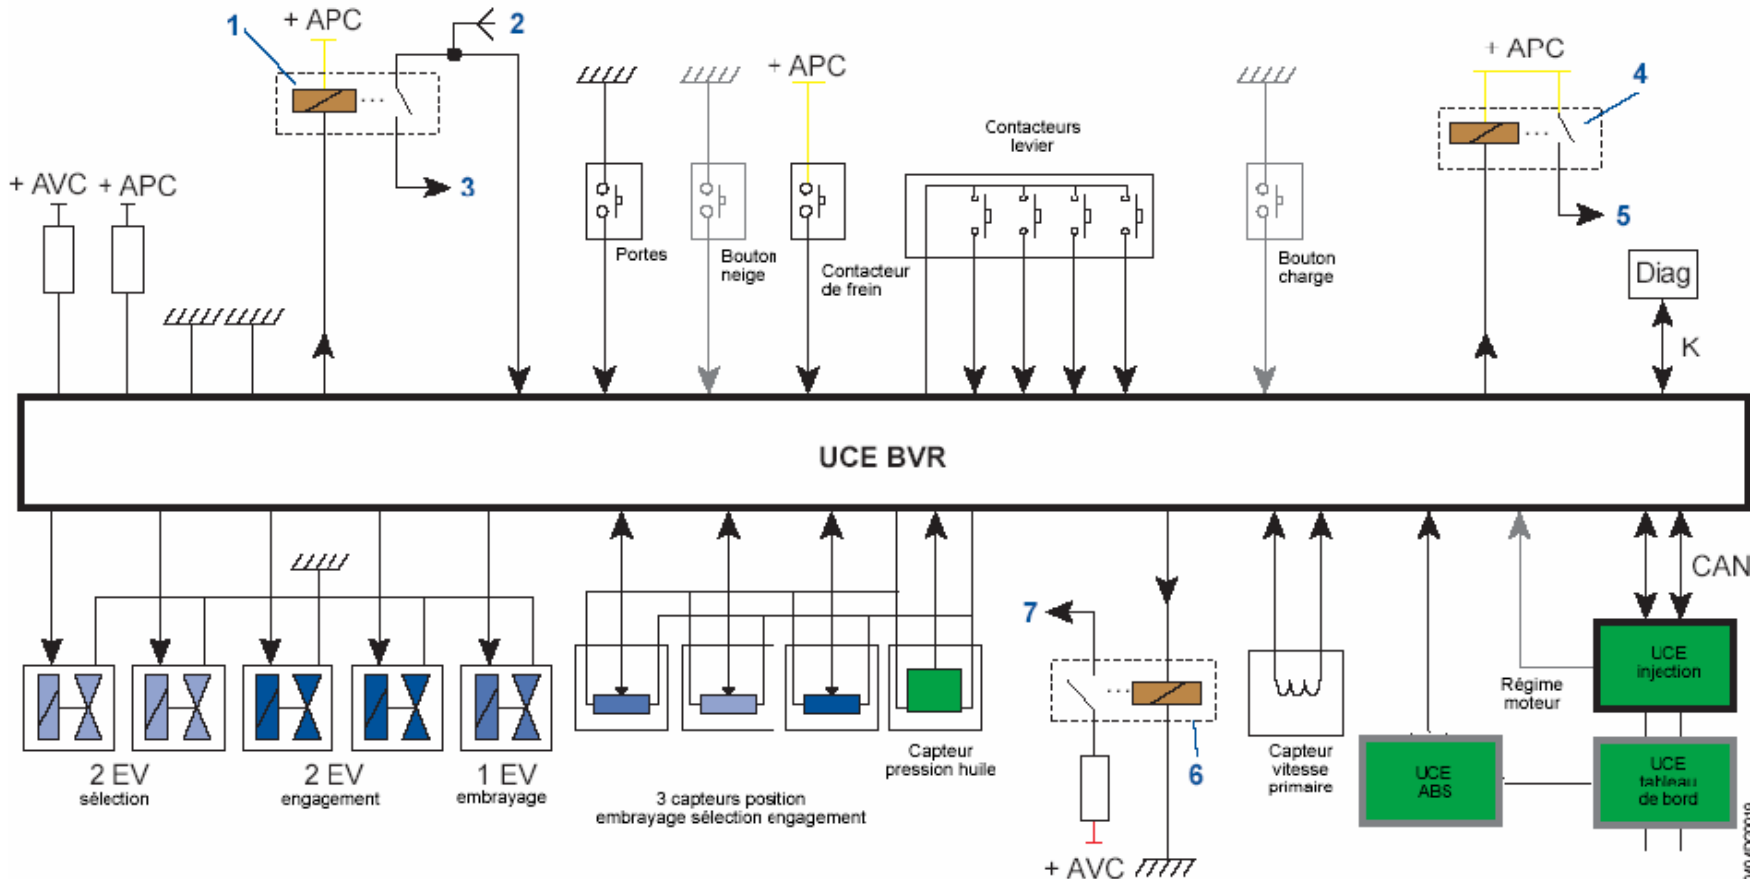 1
+ APC
2
+ APC
+ APC
4
Contacteurs
levier
+ AVC
+ APC
3
5
Portes
Bouton
neige
Contacteur
de frein
Bouton
charge
Diag
K
UCE BVR
CAN
7
UCE
injection
Régime
moteur
2 EV
sélection
2 EV
engagement
1 EV
embrayage
Capteur
pression huile
6
Capteur
vitesse
primaire
UCE
ABS
UCE
tableau
de bord
3 capteurs position
embrayage sélection engagement
+ AVC